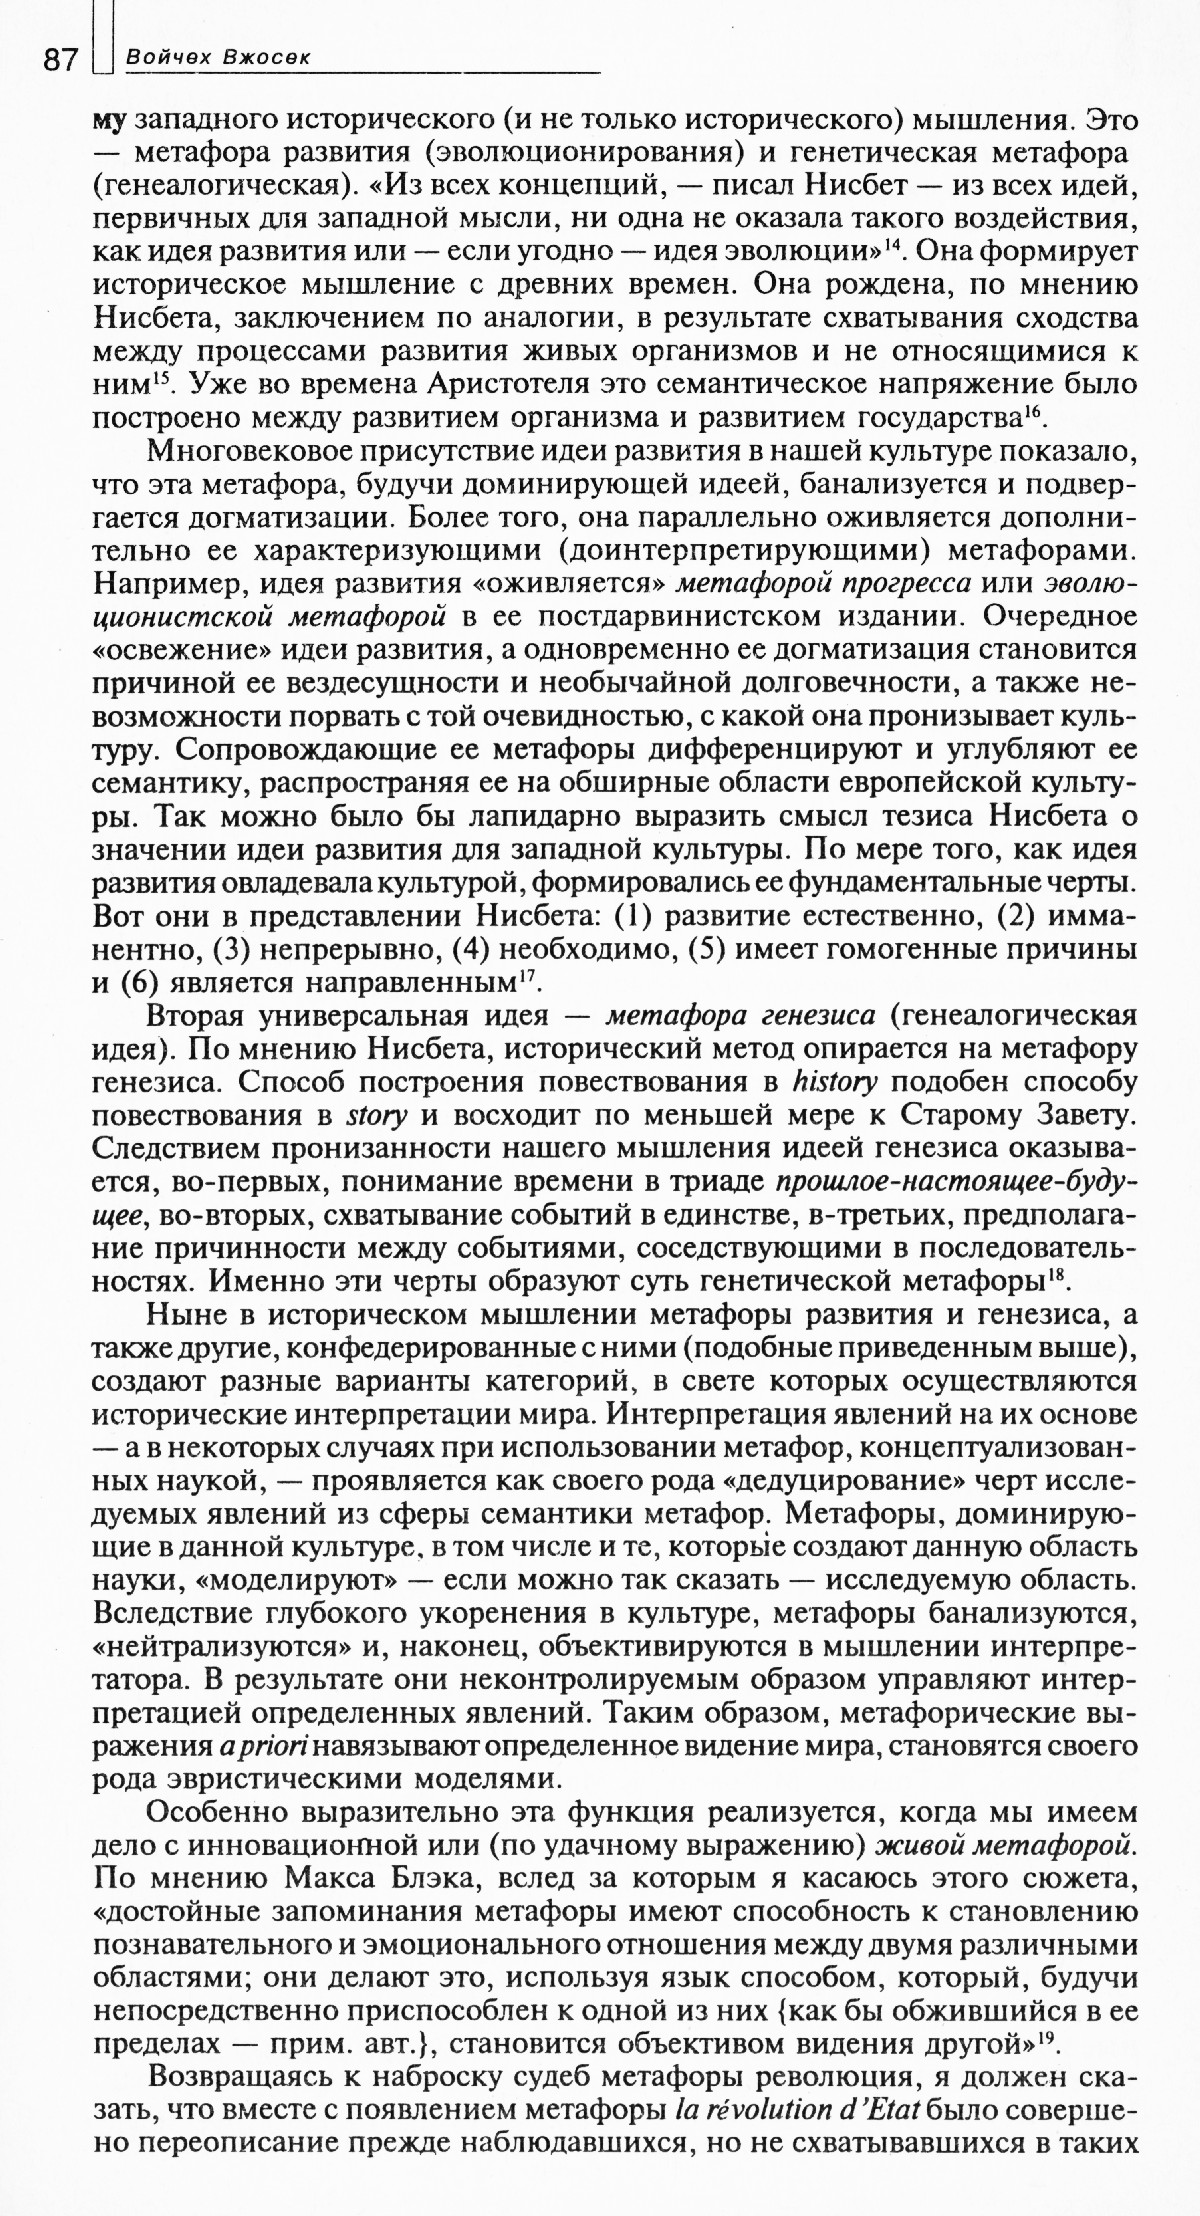 87 Войчех Вжосек
му западного исторического (и не только исторического) мышления. Это
— метафора развития (эволюционирования) и генетическая метафора
(генеалогическая). «Из всех концепций, — писал Нисбет — из всех идей,
первичных для западной мысли, ни одна не оказала такого воздействия,
как идея развития или — если угодно — идея эволюции»¹⁴. Она формирует
историческое мышление с древних времен. Она рождена, по мнению
Нисбета, заключением по аналогии, в результате схватывания сходства
между процессами развития живых организмов и не относящимися к
ним¹⁵. Уже во времена Аристотеля это семантическое напряжение было
построено между развитием организма и развитием государства¹⁶.
Многовековое присутствие идеи развития в нашей культуре показало,
что эта метафора, будучи доминирующей идеей, банализуется и подвер-
гается догматизации. Более того, она параллельно оживляется дополни-
тельно ее характеризующими (доинтерпретирующими) метафорами.
Например, идея развития «оживляется» метафорой прогресса или эволю-
ционистской метафорой в ее постдарвинистском издании. Очередное
«освежение» идеи развития, а одновременно ее догматизация становится
причиной ее вездесущности и необычайной долговечности, а также не-
возможности порвать с той очевидностью, с какой она пронизывает куль-
туру. Сопровождающие ее метафоры дифференцируют и углубляют ее
семантику, распространяя ее на обширные области европейской культу-
ры. Так можно было бы лапидарно выразить смысл тезиса Нисбета о
значении идеи развития для западной культуры. По мере того, как идея
развития овладевала культурой, формировались ее фундаментальные черты.
Вот они в представлении Нисбета: (1) развитие естественно, (2) имма-
нентно, (3) непрерывно, (4) необходимо, (5) имеет гомогенные причины
и (6) является направленным¹⁷.
Вторая универсальная идея — метафора генезиса (генеалогическая
идея). По мнению Нисбета, исторический метод опирается на метафору
генезиса. Способ построения повествования в history подобен способу
повествования в story и восходит по меньшей мере к Старому Завету.
Следствием пронизанности нашего мышления идеей генезиса оказыва-
ется, во-первых, понимание времени в триаде прошлое-настоящее-буду-
щее, во-вторых, схватывание событий в единстве, в-третьих, предполага-
ние причинности между событиями, соседствующими в последователь-
ностях. Именно эти черты образуют суть генетической метафоры¹⁸.
Ныне в историческом мышлении метафоры развития и генезиса, а
также другие, конфедерированные с ними (подобные приведенным выше),
создают разные варианты категорий, в свете которых осуществляются
исторические интерпретации мира. Интерпретация явлений на их основе
— а в некоторых случаях при использовании метафор, концептуализован-
ных наукой, — проявляется как своего рода «дедуцирование» черт иссле-
дуемых явлений из сферы семантики метафор. Метафоры, доминирую-
щие в данной культуре, в том числе и те, которые создают данную область
науки, «моделируют» — если можно так сказать — исследуемую область.
Вследствие глубокого укоренения в культуре, метафоры банализуются,
«нейтрализуются» и, наконец, объективируются в мышлении интерпре-
татора. В результате они неконтролируемым образом управляют интер-
претацией определенных явлений. Таким образом, метафорические вы-
ражения a priori навязывают определенное видение мира, становятся своего
рода эвристическими моделями.
Особенно выразительно эта функция реализуется, когда мы имеем
дело с инновационной или (по удачному выражению) живой метафорой.
По мнению Макса Блэка, вслед за которым я касаюсь этого сюжета,
«достойные запоминания метафоры имеют способность к становлению
познавательного и эмоционального отношения между двумя различными
областями; они делают это, используя язык способом, который, будучи
непосредственно приспособлен к одной из них {как бы обжившийся в ее
пределах — прим. авт.}, становится объективом видения другой»¹⁹.
Возвращаясь к наброску судеб метафоры революция, я должен ска-
зать, что вместе с появлением метафоры la révolution d'Etat было соверше-
но переописание прежде наблюдавшихся, но не схватывавшихся в таких